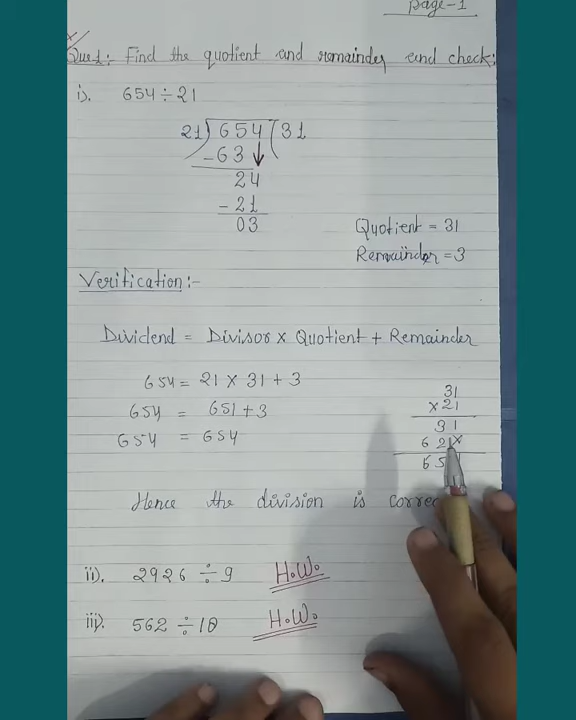 Page-1
Que1:- Find the quotient and remainder and check:
i). 654 ÷ 21
21) 654 (31
-63
24
-21
03
Quotient = 31
Remainder = 3
Verification:-
Dividend = Divisor x Quotient + Remainder
654 = 21 x 31 + 3
654 = 651 + 3
654 = 654
31
x21
31
62x
65
Hence the division is
ii). 2926 ÷ 9 H.W.
iii). 562 ÷ 10 H.W.